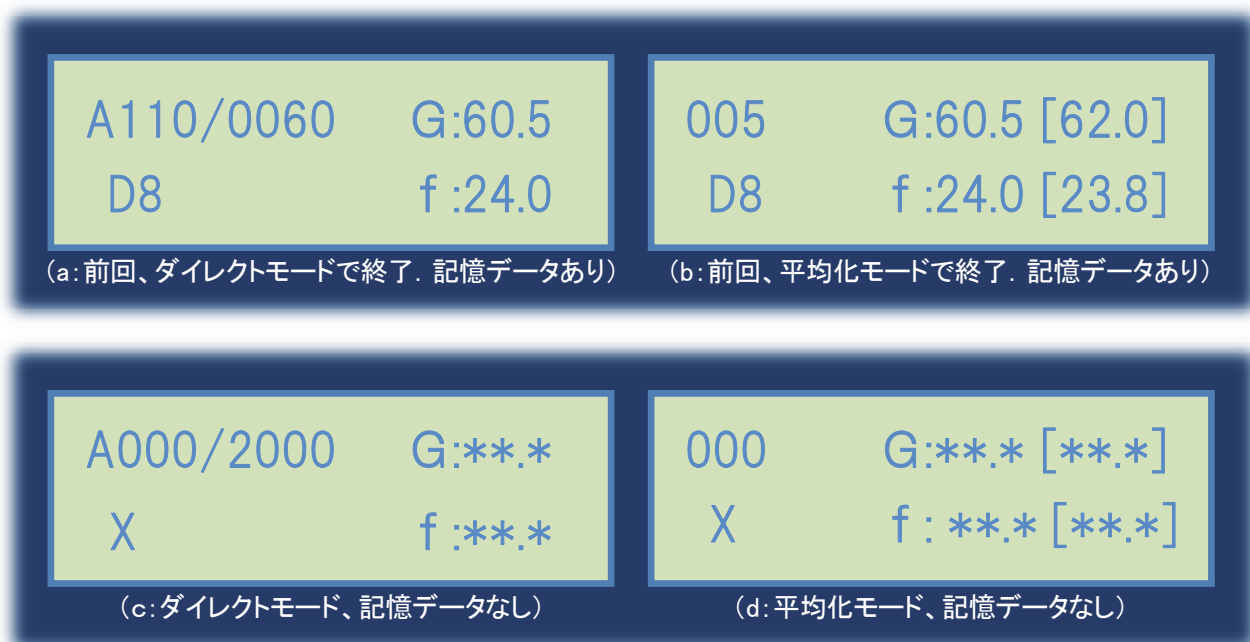 A110/0060 G:60.5
D8 f:24.0
(a:前回、ダイレクトモードで終了. 記憶データあり)
005 G:60.5 [62.0]
D8 f:24.0 [23.8]
(b:前回、平均化モードで終了. 記憶データあり)
A000/2000 G:**.*
X f:**.*
(c:ダイレクトモード、記憶データなし)
000 G:**.* [**.*]
X f: **.* [**.*]
(d:平均化モード、記憶データなし)